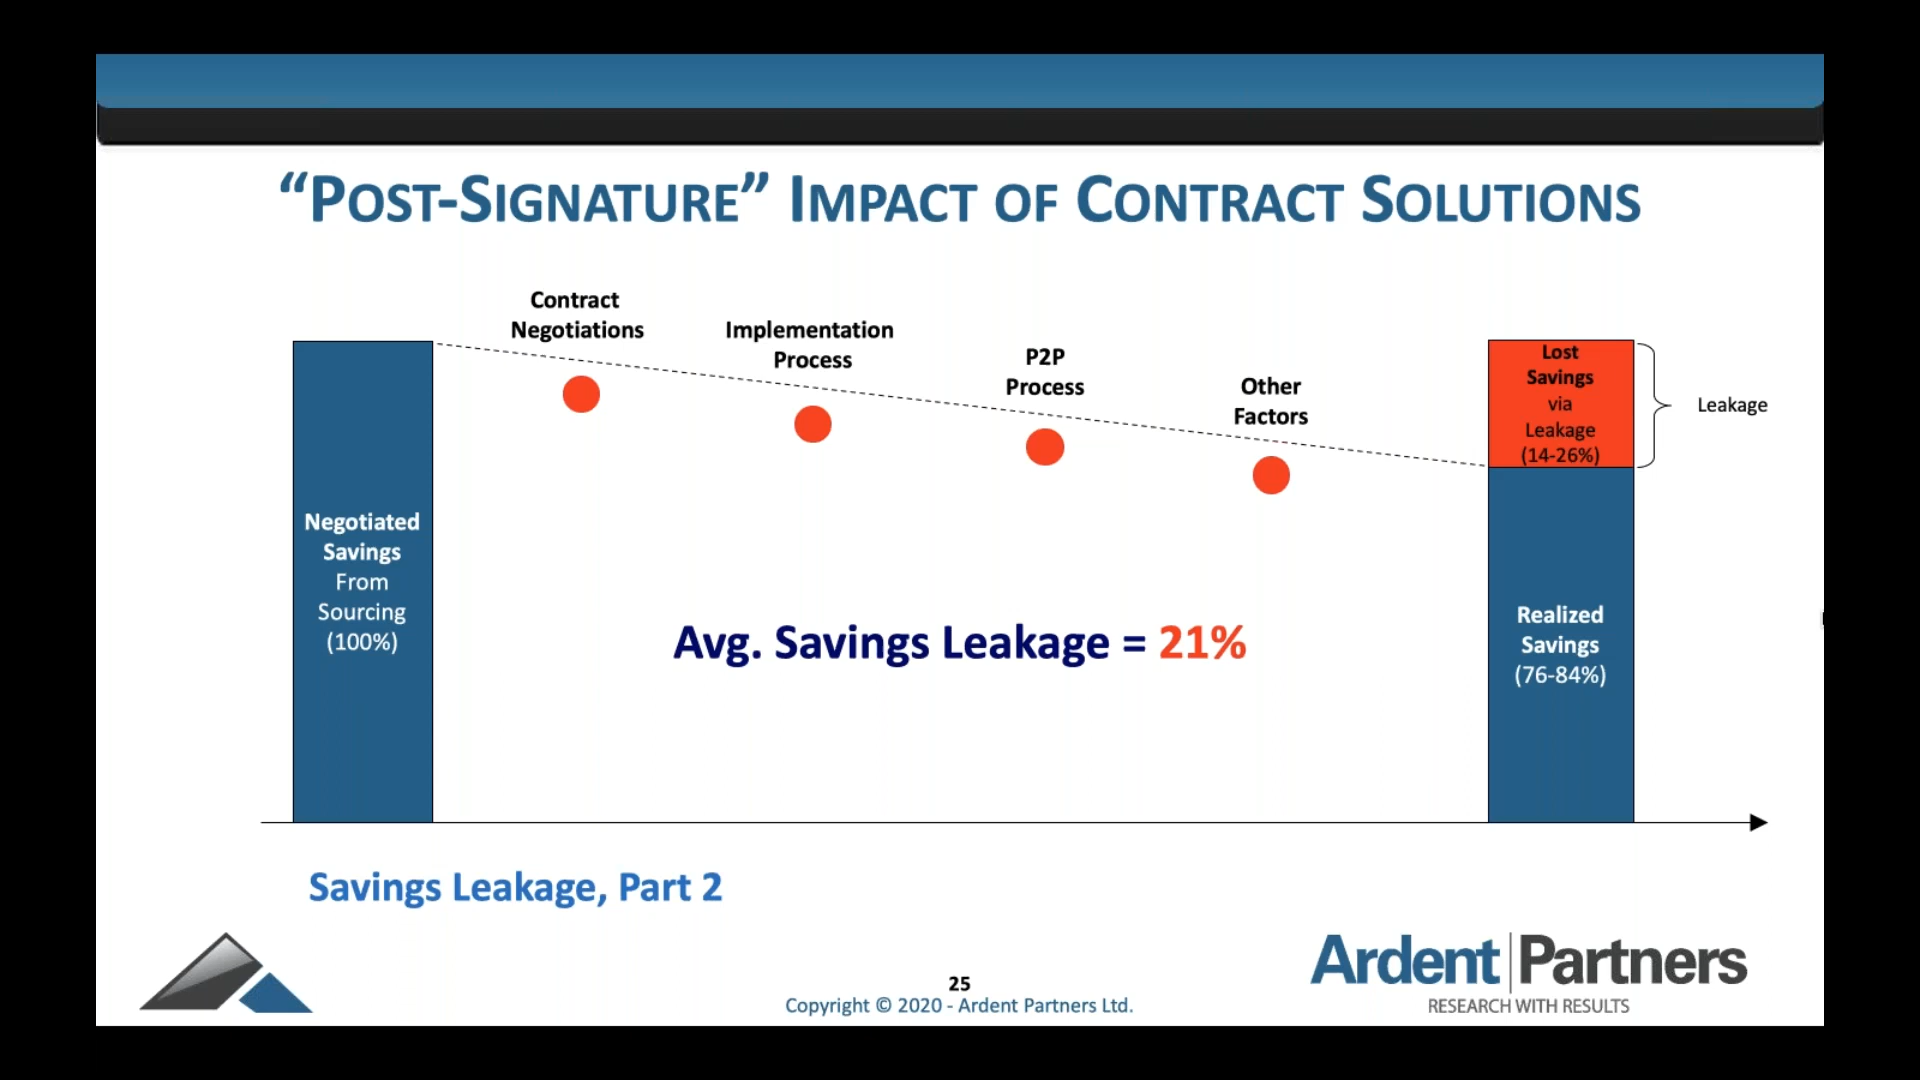 “POST-SIGNATURE” IMPACT OF CONTRACT SOLUTIONS
Contract
Negotiations
Implementation
Process
P2P
Process
Other
Factors
Lost
Savings
via
Leakage
(14-26%)
Leakage
Negotiated
Savings
From
Sourcing
(100%)
Avg. Savings Leakage = 21%
Realized
Savings
(76-84%)
Savings Leakage, Part 2
Ardent Partners
RESEARCH WITH RESULTS
25
Copyright © 2020 - Ardent Partners Ltd.